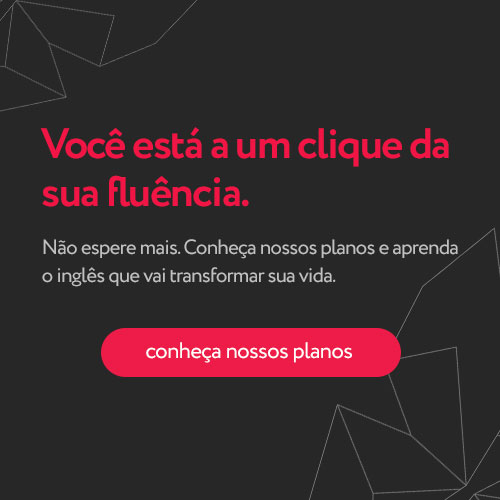 Você está a um clique da
sua fluência.
Não espere mais. Conheça nossos planos e aprenda
o inglês que vai transformar sua vida.
conheça nossos planos